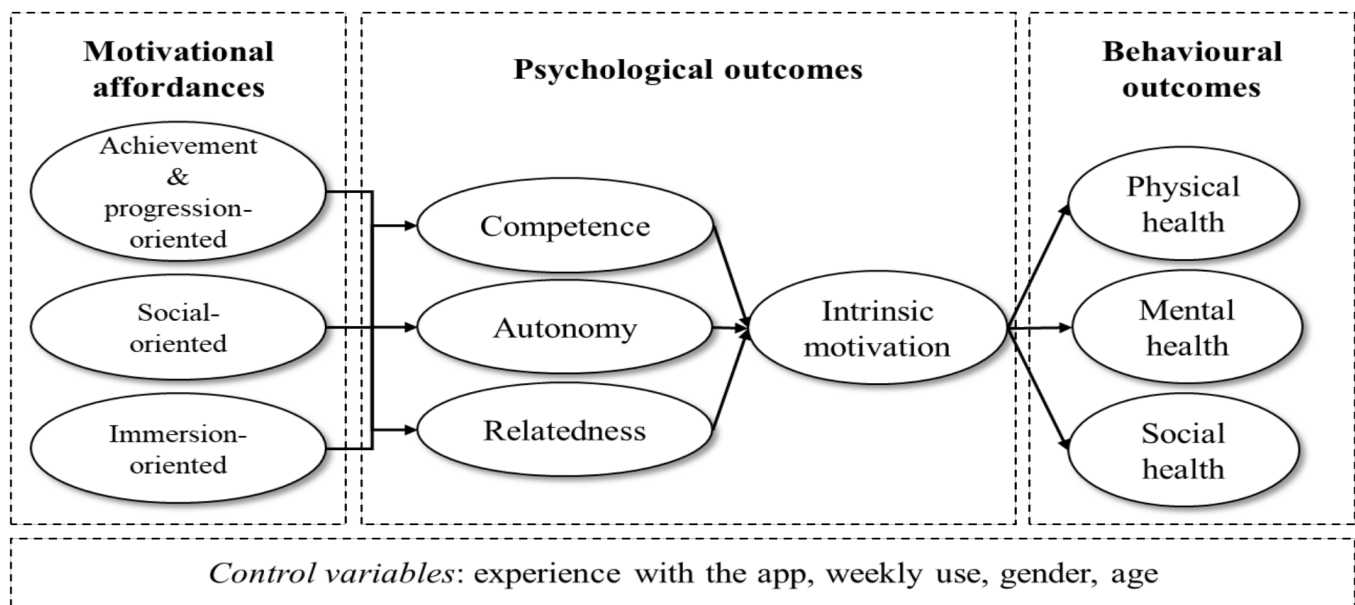 Motivational
affordances
Achievement
&
progression-
oriented
Social-
oriented
Immersion-
oriented
Psychological outcomes
Competence
Autonomy
Relatedness
Intrinsic
motivation
Behavioural
outcomes
Physical
health
Mental
health
Social
health
Control variables: experience with the app, weekly use, gender, age